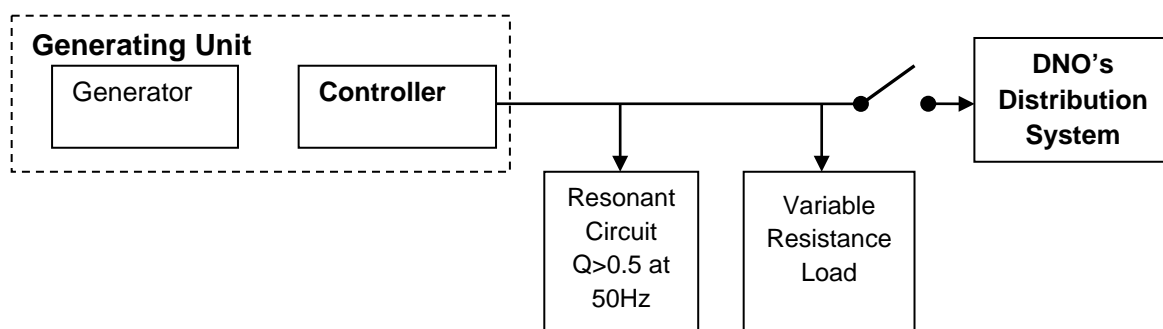 Generating Unit
Generator
Controller
DNO’s
Distribution
System
Resonant
Circuit
Q>0.5 at
50Hz
Variable
Resistance
Load